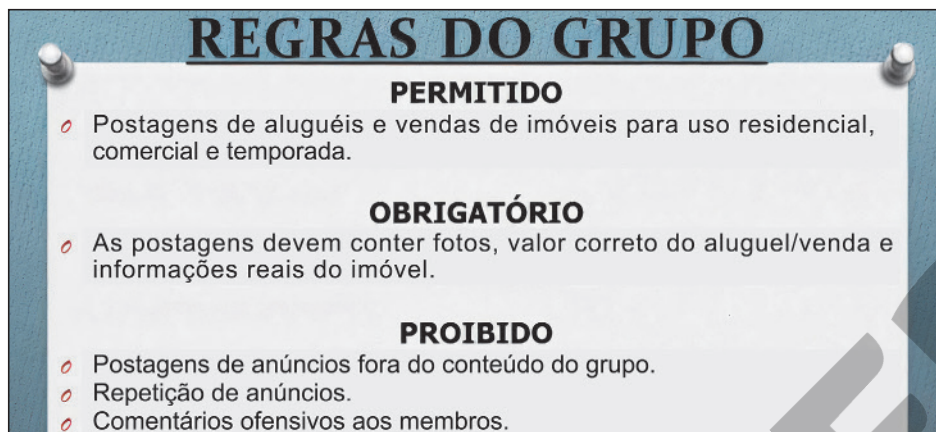 REGRAS DO GRUPO
PERMITIDO
Postagens de aluguéis e vendas de imóveis para uso residencial,
comercial e temporada.
OBRIGATÓRIO
As postagens devem conter fotos, valor correto do aluguel/venda e
informações reais do imóvel.
PROIBIDO
Postagens de anúncios fora do conteúdo do grupo.
Repetição de anúncios.
Comentários ofensivos aos membros.